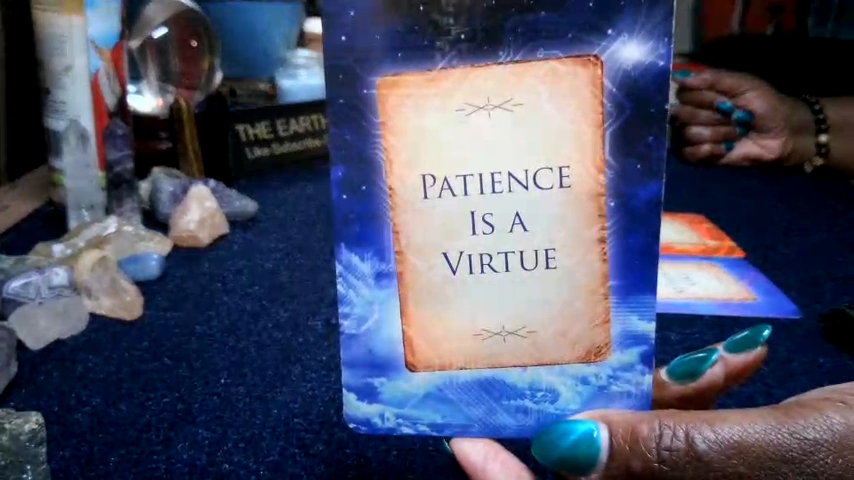 PATIENCE
IS A
VIRTUE
THE EARTH
Like & Subscribe